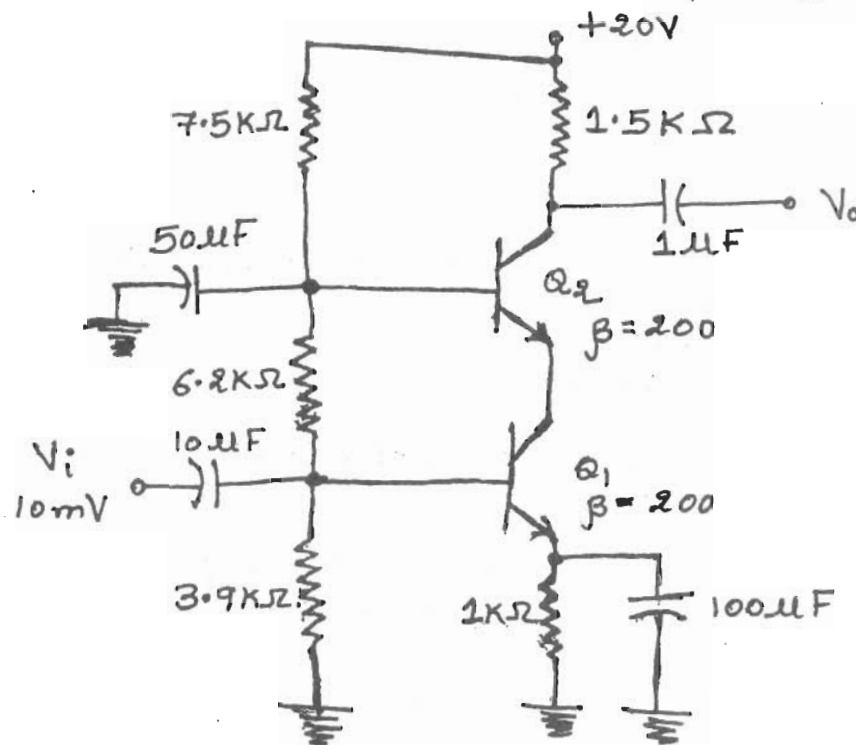 +20V
7.5KΩ
1.5KΩ
50µF
1µF
Vo
Q2
β=200
6.2KΩ
10µF
Vi
10mV
Q1
β=200
3.9KΩ
1KΩ
100µF